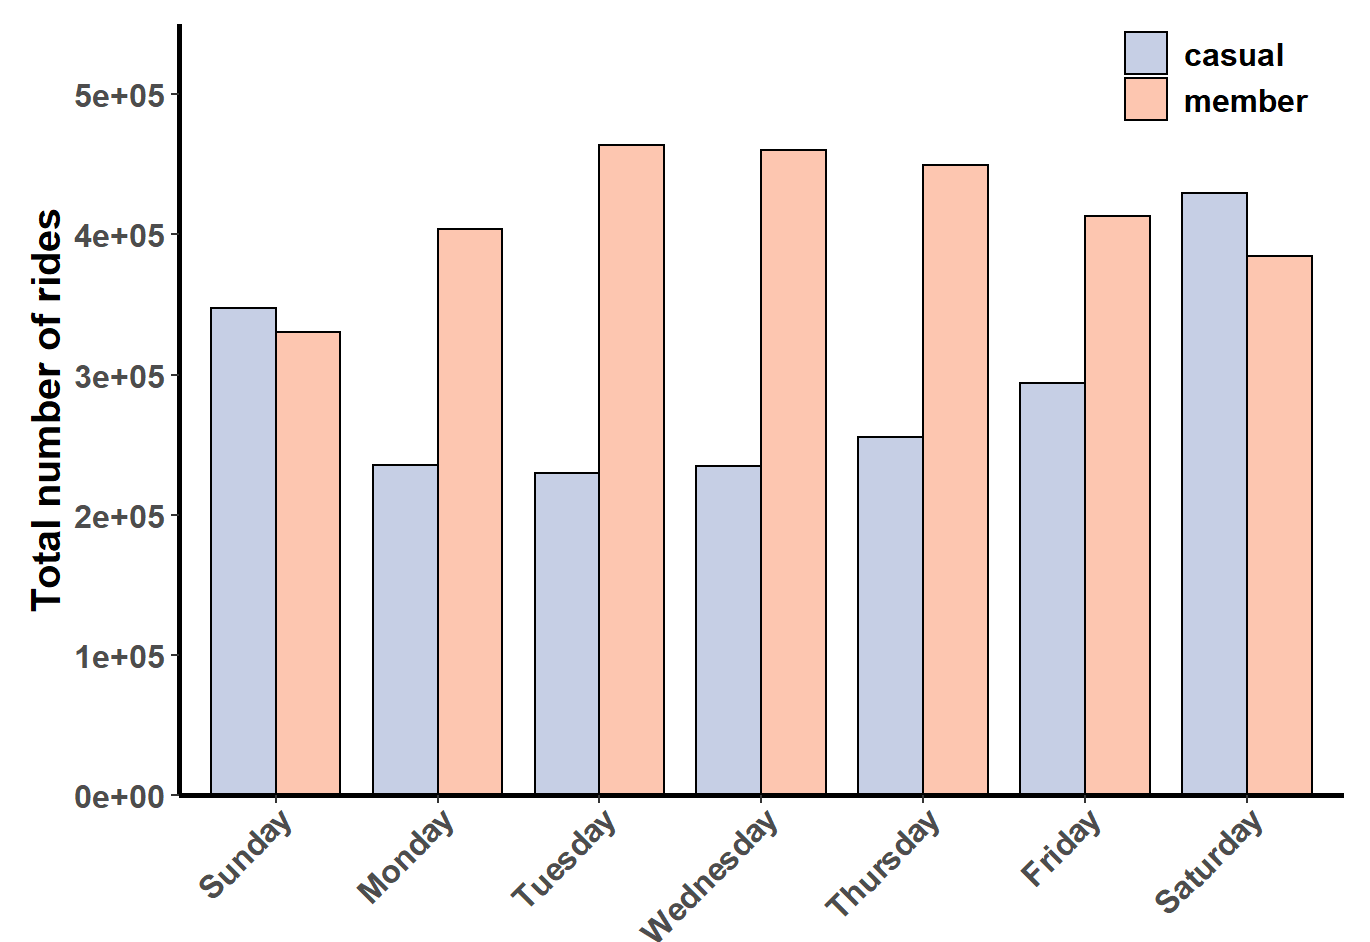 casual
member
Total number of rides
5e+05
4e+05
3e+05
2e+05
1e+05
0e+00
Sunday
Monday
Tuesday
Wednesday
Thursday
Friday
Saturday